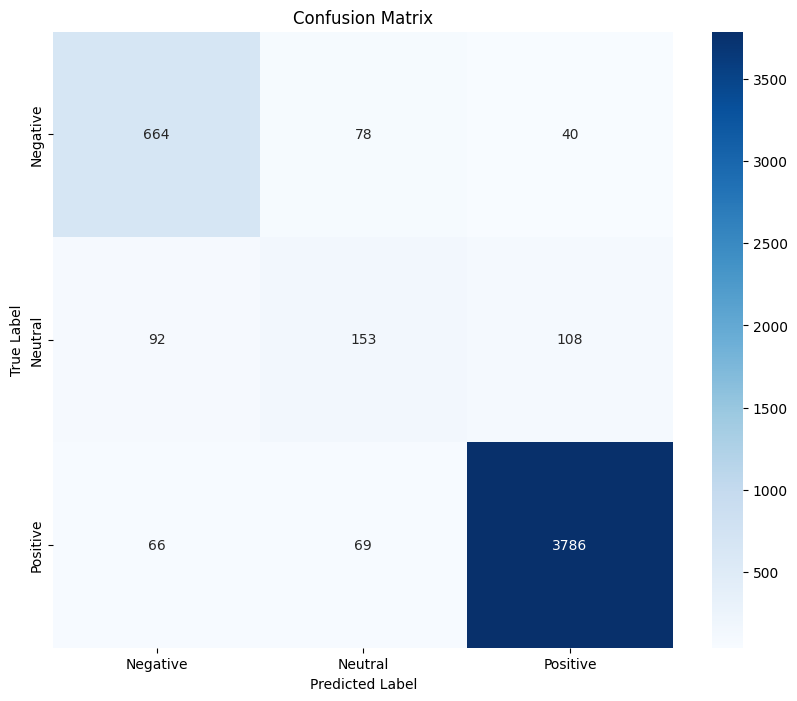 Confusion Matrix
Negative
664
78
40
True Label
Neutral
92
153
108
Positive
66
69
3786
Negative
Neutral
Positive
Predicted Label
3500
3000
2500
2000
1500
1000
500